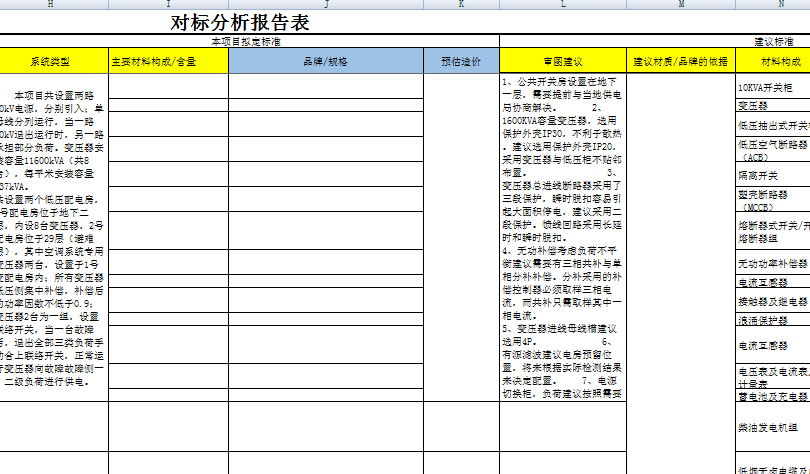 H I J K L M N
对标分析报告表
本项目拟定标准
建议标准
系统类型
主要材料构成/含量
品牌/规格
预估造价
审图建议
建议材质/品牌的依据
材料构成
本项目共设置两路
0kV电源，分别引入；单
母线分列运行，当一路
0kV退出运行时，另一路
承担部分负荷。变压器安
装容量11600kVA（共8
台），每平米安装容量
37kVA。
共设置两个低压配电房，
号配电房位于地下二
层，内设8台变压器，2号
配电房位于29层（避难
层），其中空调系统专用
变压器两台，设置于1号
变配电房内；所有变压器
低压侧集中补偿，补偿后
功率因数不低于0.9；
变压器2台为一组，设置
联络开关，当一台故障
时，退出全部三类负荷手
动合上联络开关，正常运
行变压器向故障故障侧一
二级负荷进行供电。
1、公共开关房设置在地下
一层，需要提前与当地供电
局协商解决。 2、
1600KVA容量变压器，选用
保护外壳IP30，不利于散热
。建议选用保护外壳IP20，
采用变压器与低压柜不贴邻
布置。 3、
变压器总进线断路器采用了
三段保护，瞬时脱扣容易引
起大面积停电，建议采用二
段保护。馈线回路采用长延
时和瞬时脱扣。
4、无功补偿考虑负荷不平
衡建议需要有三相共补与单
相分补补偿。分补采用的补
偿控制器必须取样三相电
流，而共补只需取样其中一
相电流。
5、变压器进线母线槽建议
选用4P。 6、
有源滤波建议电房预留位
置，将来根据实际检测结果
来决定配置。 7、电源
切换柜，负荷建议按照需要
10KVA开关柜
变压器
低压抽出式开关
低压空气断路器
（ACB）
隔离开关
塑壳断路器
（MCCB）
熔断器式开关/开
熔断器组
无功功率补偿器
电流互感器
接触器及继电器
浪涌保护器
电流互感器
电压表及电流表
计量表
蓄电池及充电器
柴油发电机组
低烟无卤电缆及